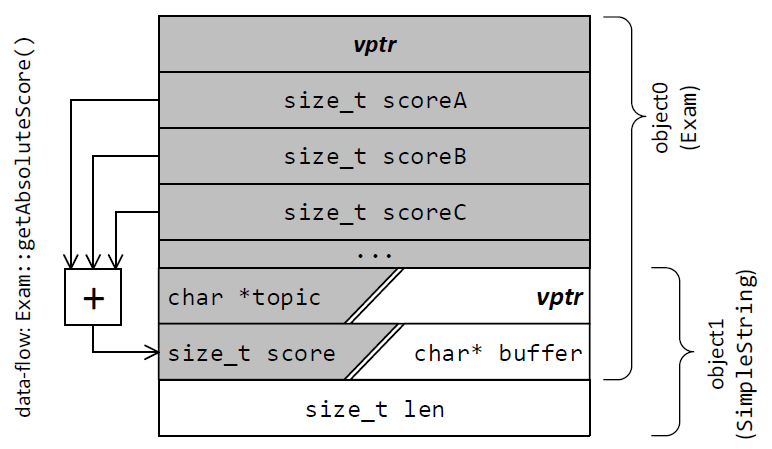 data-flow: Exam::getAbsoluteScore()
vptr
size_t scoreA
size_t scoreB
size_t scoreC
...
+
char *topic
vptr
size_t score
char* buffer
size_t len
object0
(Exam)
object1
(SimpleString)